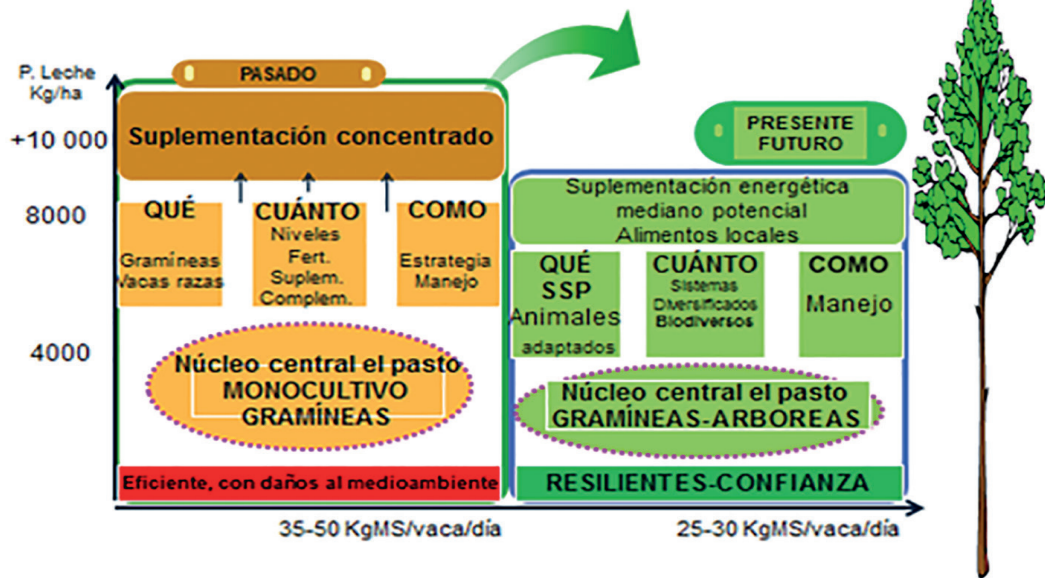 P. Leche
Kg/ha
+10 000
8000
4000
PASADO
Suplementación concentrado
QUÉ
Gramíneas
Vacas razas
CUÁNTO
Niveles
Fert.
Suplem.
Complem.
COMO
Estrategia
Manejo
Núcleo central el pasto
MONOCULTIVO
GRAMÍNEAS
Eficiente, con daños al medioambiente
35-50 KgMS/vaca/día
PRESENTE
FUTURO
Suplementación energética
mediano potencial
Alimentos locales
QUÉ
SSP
Animales
adaptados
CUÁNTO
Sistemas
Diversificados
Biodiversos
COMO
Manejo
Núcleo central el pasto
GRAMÍNEAS-ARBOREAS
RESILIENTES-CONFIANZA
25-30 KgMS/vaca/día